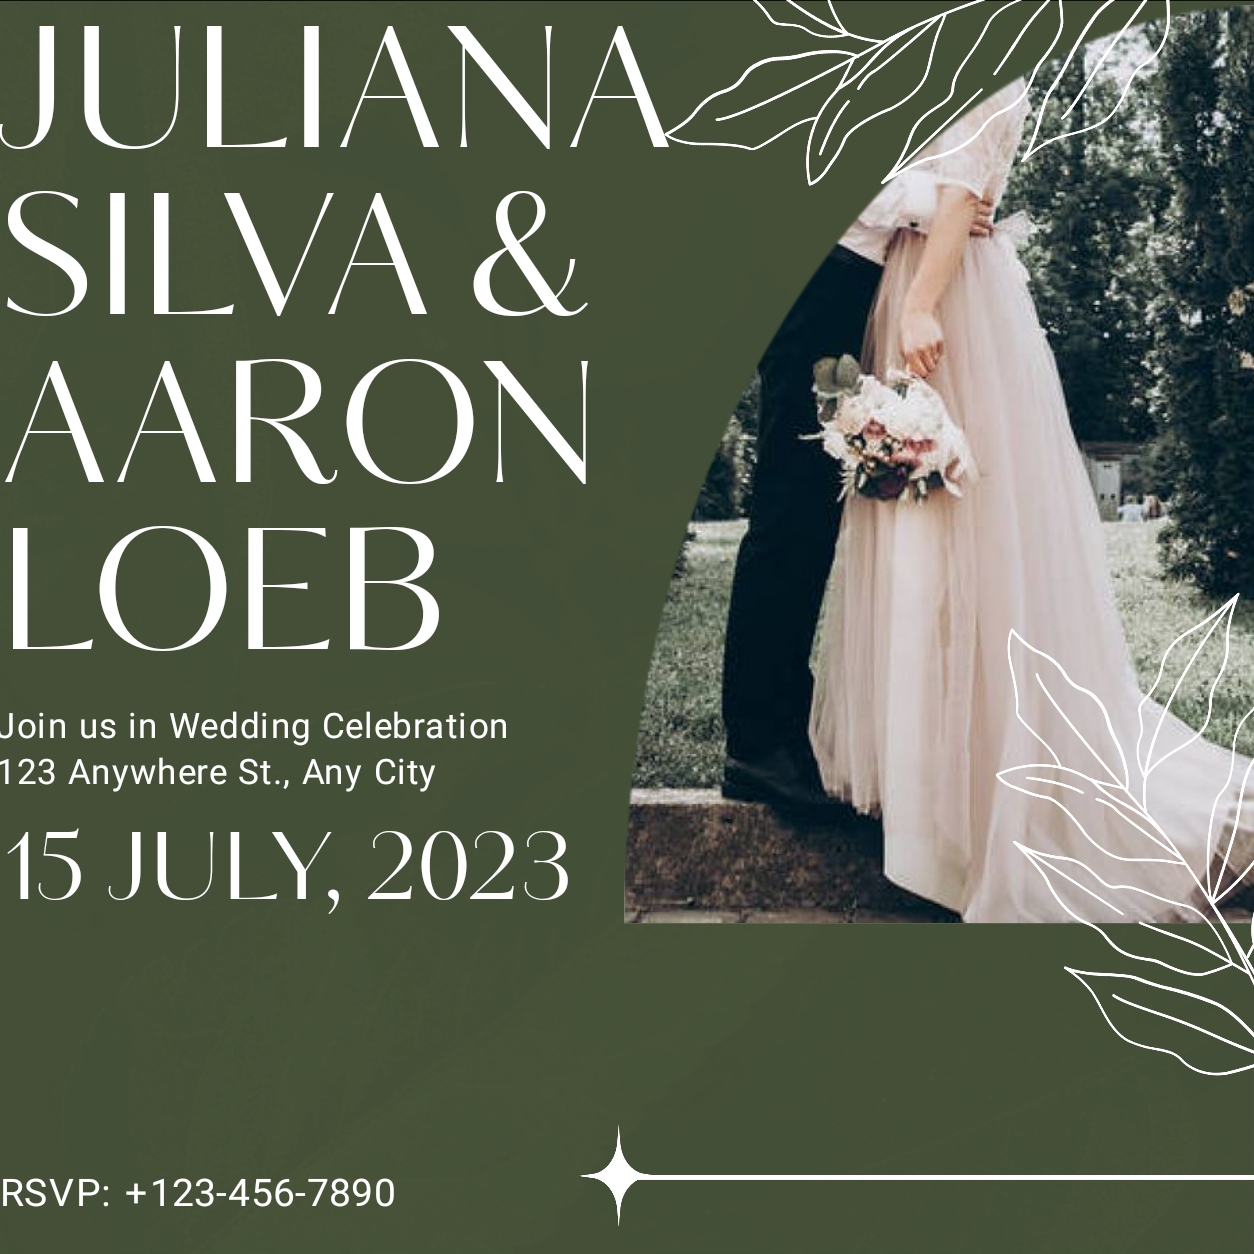 JULIANA
SILVA &
AARON
LOEB
Join us in Wedding Celebration
123 Anywhere St., Any City
15 JULY, 2023
RSVP: +123-456-7890